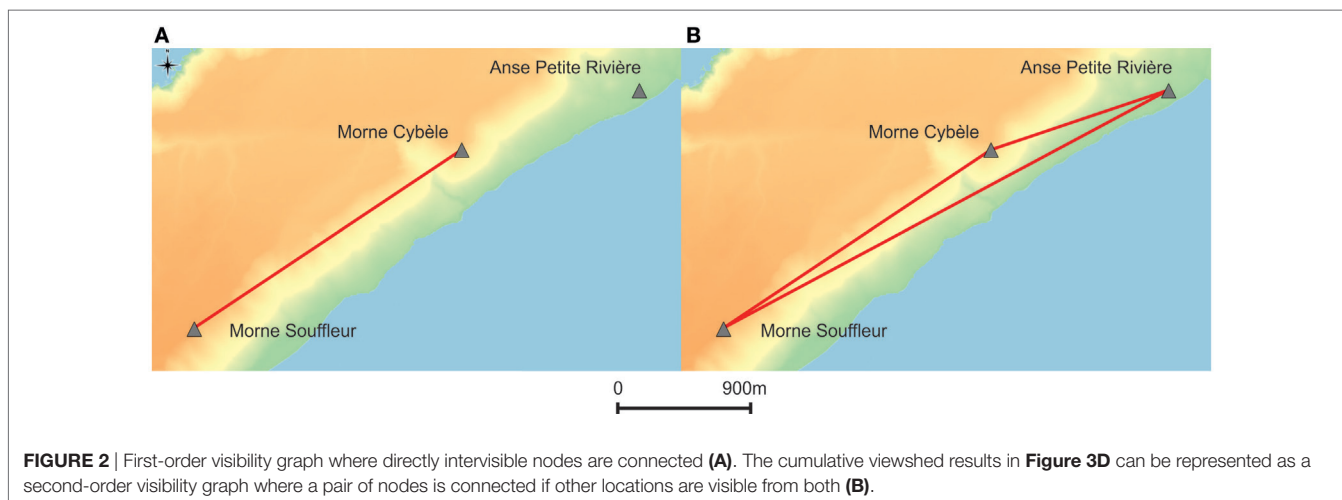 A
B
N
Anse Petite Rivière
Anse Petite Rivière
Morne Cybèle
Morne Cybèle
Morne Souffleur
Morne Souffleur
0 900m
FIGURE 2 | First-order visibility graph where directly intervisible nodes are connected (A). The cumulative viewshed results in Figure 3D can be represented as a
second-order visibility graph where a pair of nodes is connected if other locations are visible from both (B).